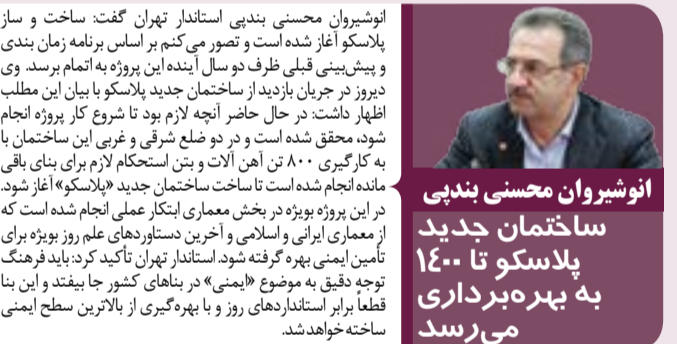 انوشیروان محسنی بندپی
ساختمان جدید
پلاسکو تا ۱۴۰۰
به بهره‌برداری
می‌رسد
انوشیروان محسنی بندپی استاندار تهران گفت: ساخت و ساز
پلاسکو آغاز شده است و تصور می‌کنم بر اساس برنامه زمان بندی
و پیش‌بینی قبلی ظرف دو سال آینده این پروژه به اتمام برسد. وی
دیروز در جریان بازدید از ساختمان جدید پلاسکو با بیان این مطلب
اظهار داشت: در حال حاضر آنچه لازم بود تا شروع کار پروژه انجام
شود، محقق شده است و در دو ضلع شرقی و غربی این ساختمان با
به کارگیری ۸۰۰ تن آهن آلات و بتن استحکام لازم برای بنای باقی
مانده انجام شده است تا ساخت ساختمان جدید «پلاسکو» آغاز شود.
در این پروژه بویژه در بخش معماری ابتکار عملی انجام شده است که
از معماری ایرانی و اسلامی و آخرین دستاوردهای علم روز بویژه برای
تأمین ایمنی بهره گرفته شود. استاندار تهران تأکید کرد: باید فرهنگ
توجه دقیق به موضوع «ایمنی» در بناهای کشور جا بیفتد و این بنا
قطعاً برابر استانداردهای روز و با بهره‌گیری از بالاترین سطح ایمنی
ساخته خواهد شد.